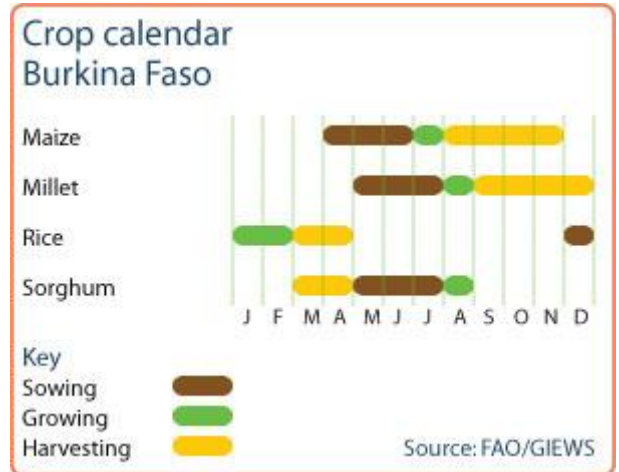 Crop calendar
Burkina Faso
Maize
Millet
Rice
Sorghum
J F M A M J J A S O N D
Key
Sowing
Growing
Harvesting
Source: FAO/GIEWS